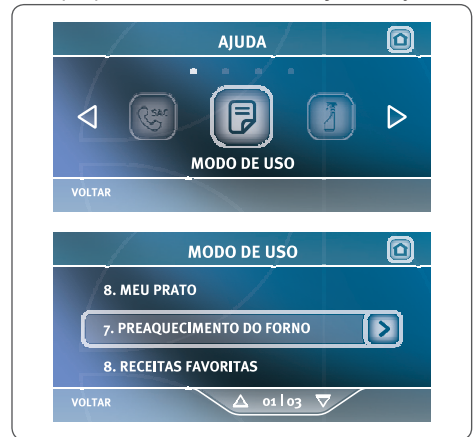 AJUDA
SAC
MODO DE USO
VOLTAR
MODO DE USO
8. MEU PRATO
7. PREAQUECIMENTO DO FORNO
8. RECEITAS FAVORITAS
VOLTAR
01 | 03